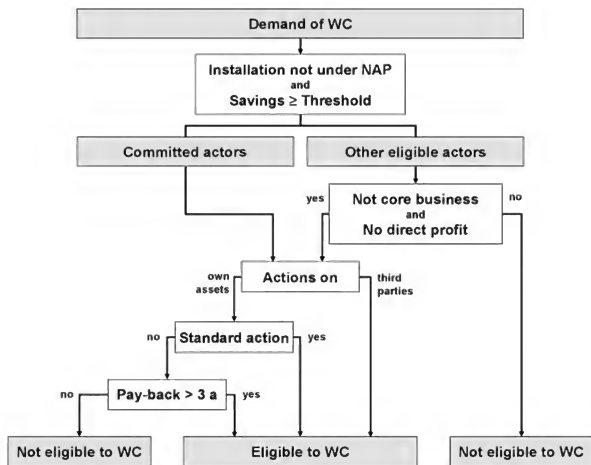 Demand of WC
Installation not under NAP
and
Savings ≥ Threshold
Committed actors
Other eligible actors
yes
Not core business
and
No direct profit
no
own
assets
Actions on
third
parties
no
Standard action
yes
no
Pay-back > 3 a
yes
Not eligible to WC
Eligible to WC
Not eligible to WC